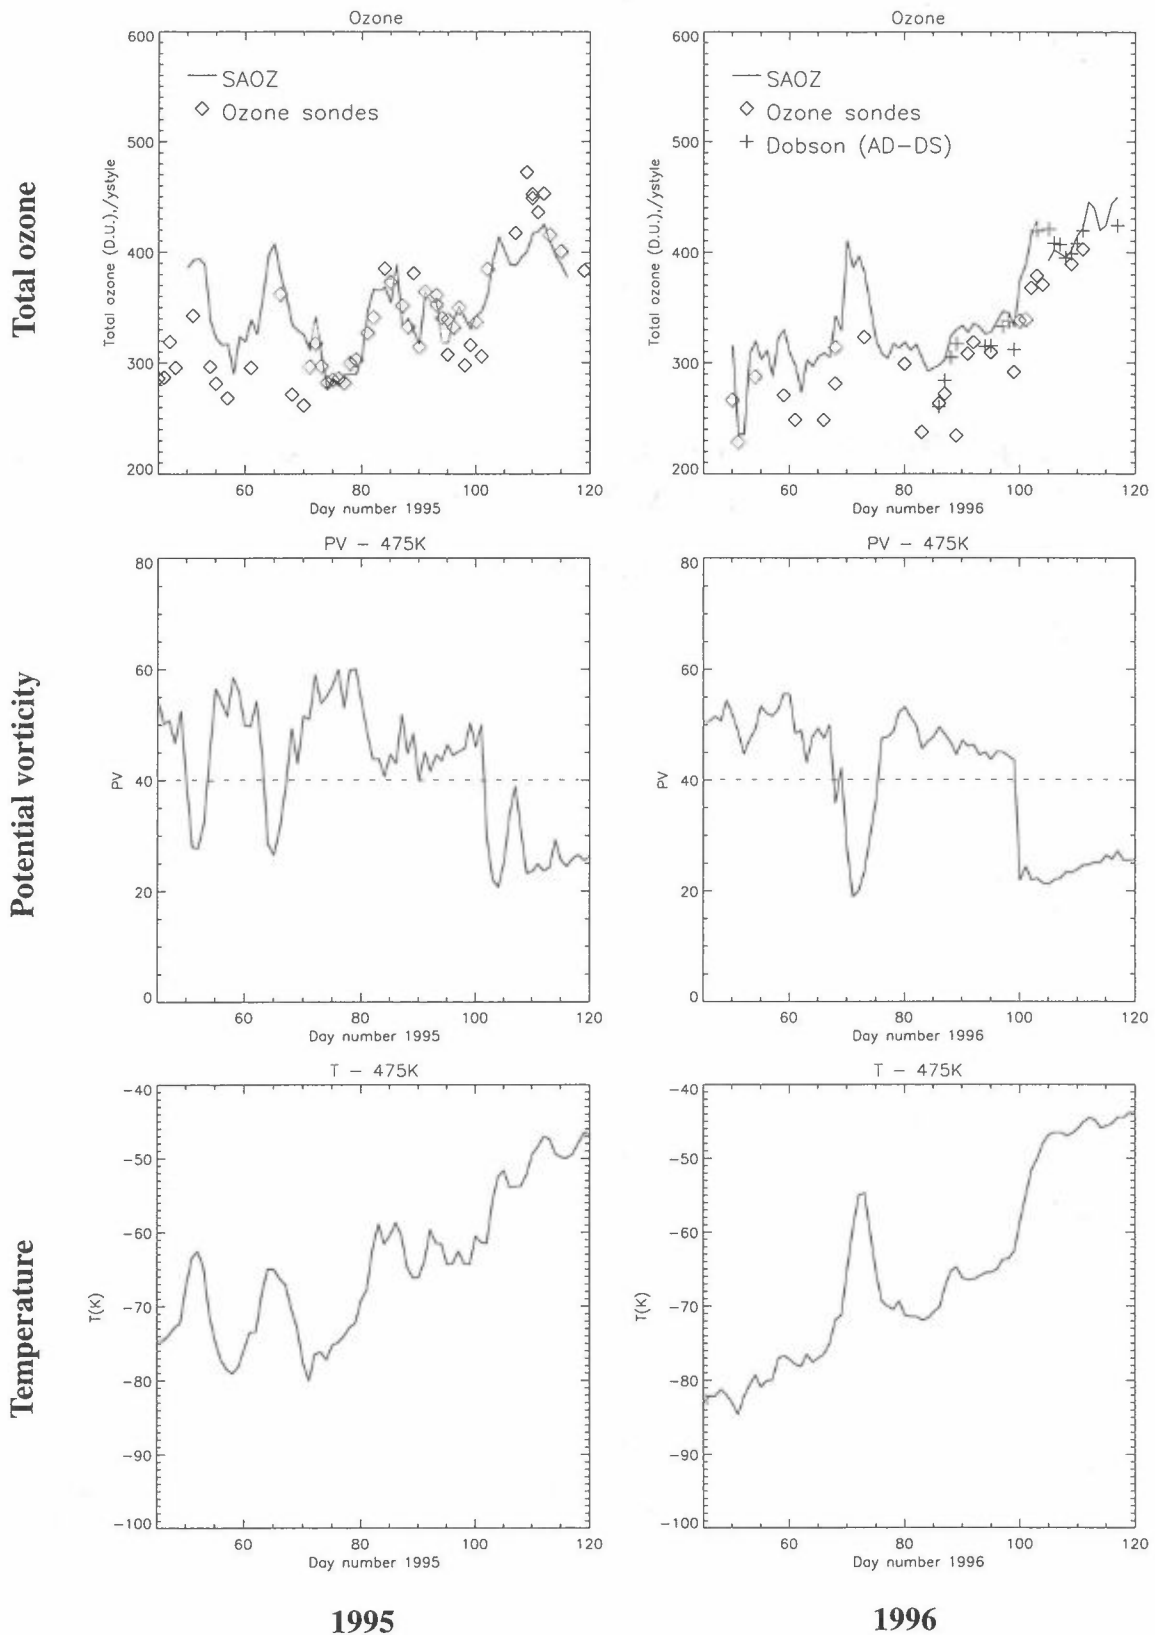 Total ozone
Ozone
600
500
400
300
200
Total ozone (D.U.),/ystyle
SAOZ
Ozone sondes
60
80
100
120
Day number 1995
Ozone
600
500
400
300
200
Total ozone (D.U.),/ystyle
SAOZ
Ozone sondes
Dobson (AD-DS)
60
80
100
120
Day number 1996
Potential vorticity
PV - 475K
80
60
40
20
0
PV
60
80
100
120
Day number 1995
PV - 475K
80
60
40
20
0
PV
60
80
100
120
Day number 1996
Temperature
T - 475K
-40
-50
-60
-70
-80
-90
-100
T(K)
60
80
100
120
Day number 1995
T - 475K
-40
-50
-60
-70
-80
-90
-100
T(K)
60
80
100
120
Day number 1996
1995
1996